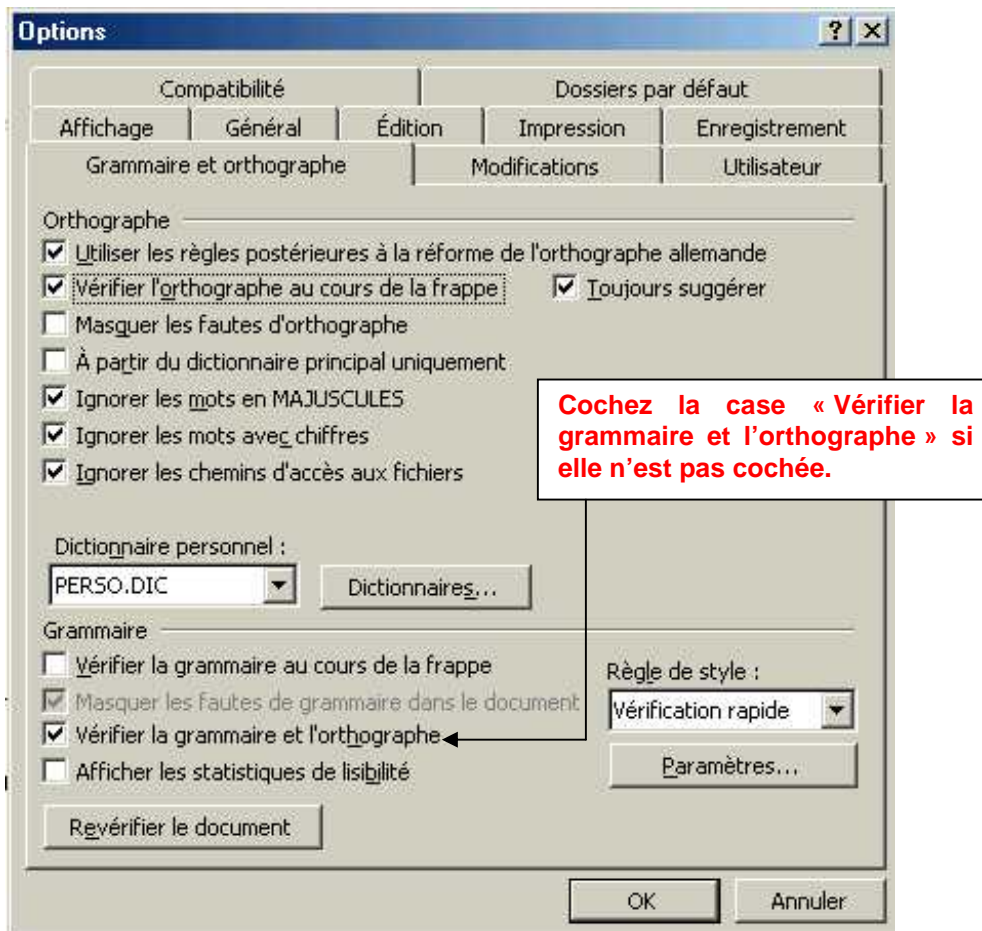 Options
Compatibilité Dossiers par défaut
Affichage Général Édition Impression Enregistrement
Grammaire et orthographe Modifications Utilisateur
Orthographe
Utiliser les règles postérieures à la réforme de l'orthographe allemande
Vérifier l'orthographe au cours de la frappe Toujours suggérer
Masquer les fautes d'orthographe
À partir du dictionnaire principal uniquement
Ignorer les mots en MAJUSCULES
Ignorer les mots avec chiffres
Ignorer les chemins d'accès aux fichiers
Cochez la case « Vérifier la
grammaire et l’orthographe » si
elle n’est pas cochée.
Dictionnaire personnel :
PERSO.DIC Dictionnaires...
Grammaire
Vérifier la grammaire au cours de la frappe
Masquer les fautes de grammaire dans le document
Vérifier la grammaire et l'orthographe
Afficher les statistiques de lisibilité
Règle de style :
Vérification rapide
Paramètres...
Revérifier le document
OK Annuler